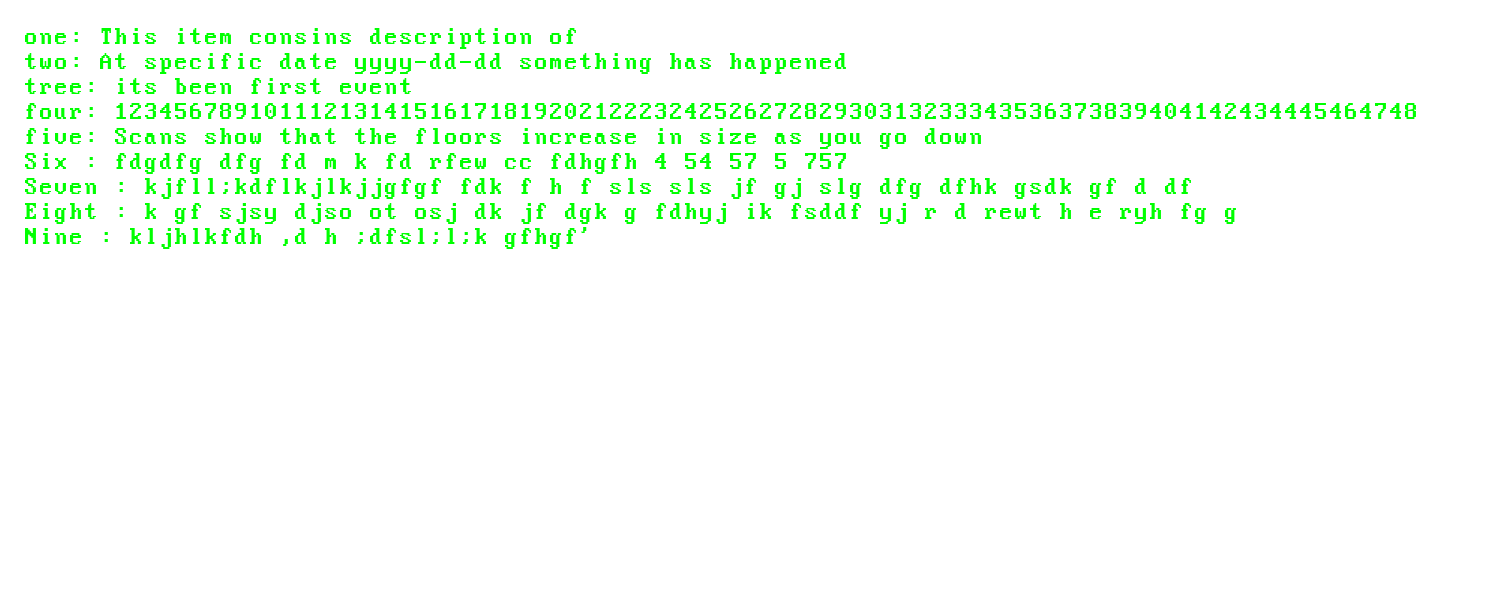 one: This item consins description of
two: At specific date yyyy-dd-dd something has happened
tree: its been first event
four: 123456789101112131415161718192021222324252627282930313233343536373839404142434445464748
five: Scans show that the floors increase in size as you go down
Six : fdgdfg dfg fd m k fd rfew cc fdhgfh 4 54 57 5 757
Seven : kjfll;kdflkjlkjjgfgf fdk f h f sls sls jf gj slg dfg dfhk gsdk gf d df
Eight : k gf sjsy djso ot osj dk jf dgk g fdhyj ik fsddf yj r d rewt h e ryh fg g
Nine : kljhlkfdh ,d h ;dfsl;l;k gfhgf'